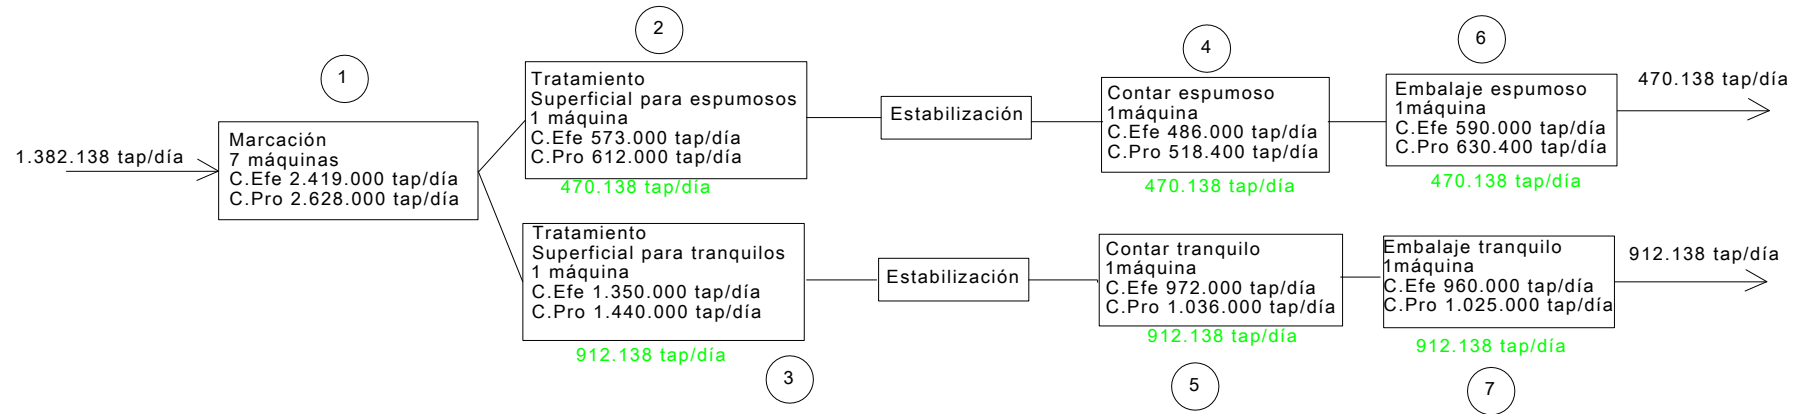 1.382.138 tap/día
1
Marcación
7 máquinas
C.Efe 2.419.000 tap/día
C.Pro 2.628.000 tap/día
2
Tratamiento
Superficial para espumosos
1 máquina
C.Efe 573.000 tap/día
C.Pro 612.000 tap/día
470.138 tap/día
Estabilización
4
Contar espumoso
1máquina
C.Efe 486.000 tap/día
C.Pro 518.400 tap/día
470.138 tap/día
6
Embalaje espumoso
1máquina
C.Efe 590.000 tap/día
C.Pro 630.400 tap/día
470.138 tap/día
470.138 tap/día
Tratamiento
Superficial para tranquilos
1 máquina
C.Efe 1.350.000 tap/día
C.Pro 1.440.000 tap/día
912.138 tap/día
3
Estabilización
Contar tranquilo
1máquina
C.Efe 972.000 tap/día
C.Pro 1.036.000 tap/día
912.138 tap/día
5
Embalaje tranquilo
1máquina
C.Efe 960.000 tap/día
C.Pro 1.025.000 tap/día
912.138 tap/día
7
912.138 tap/día